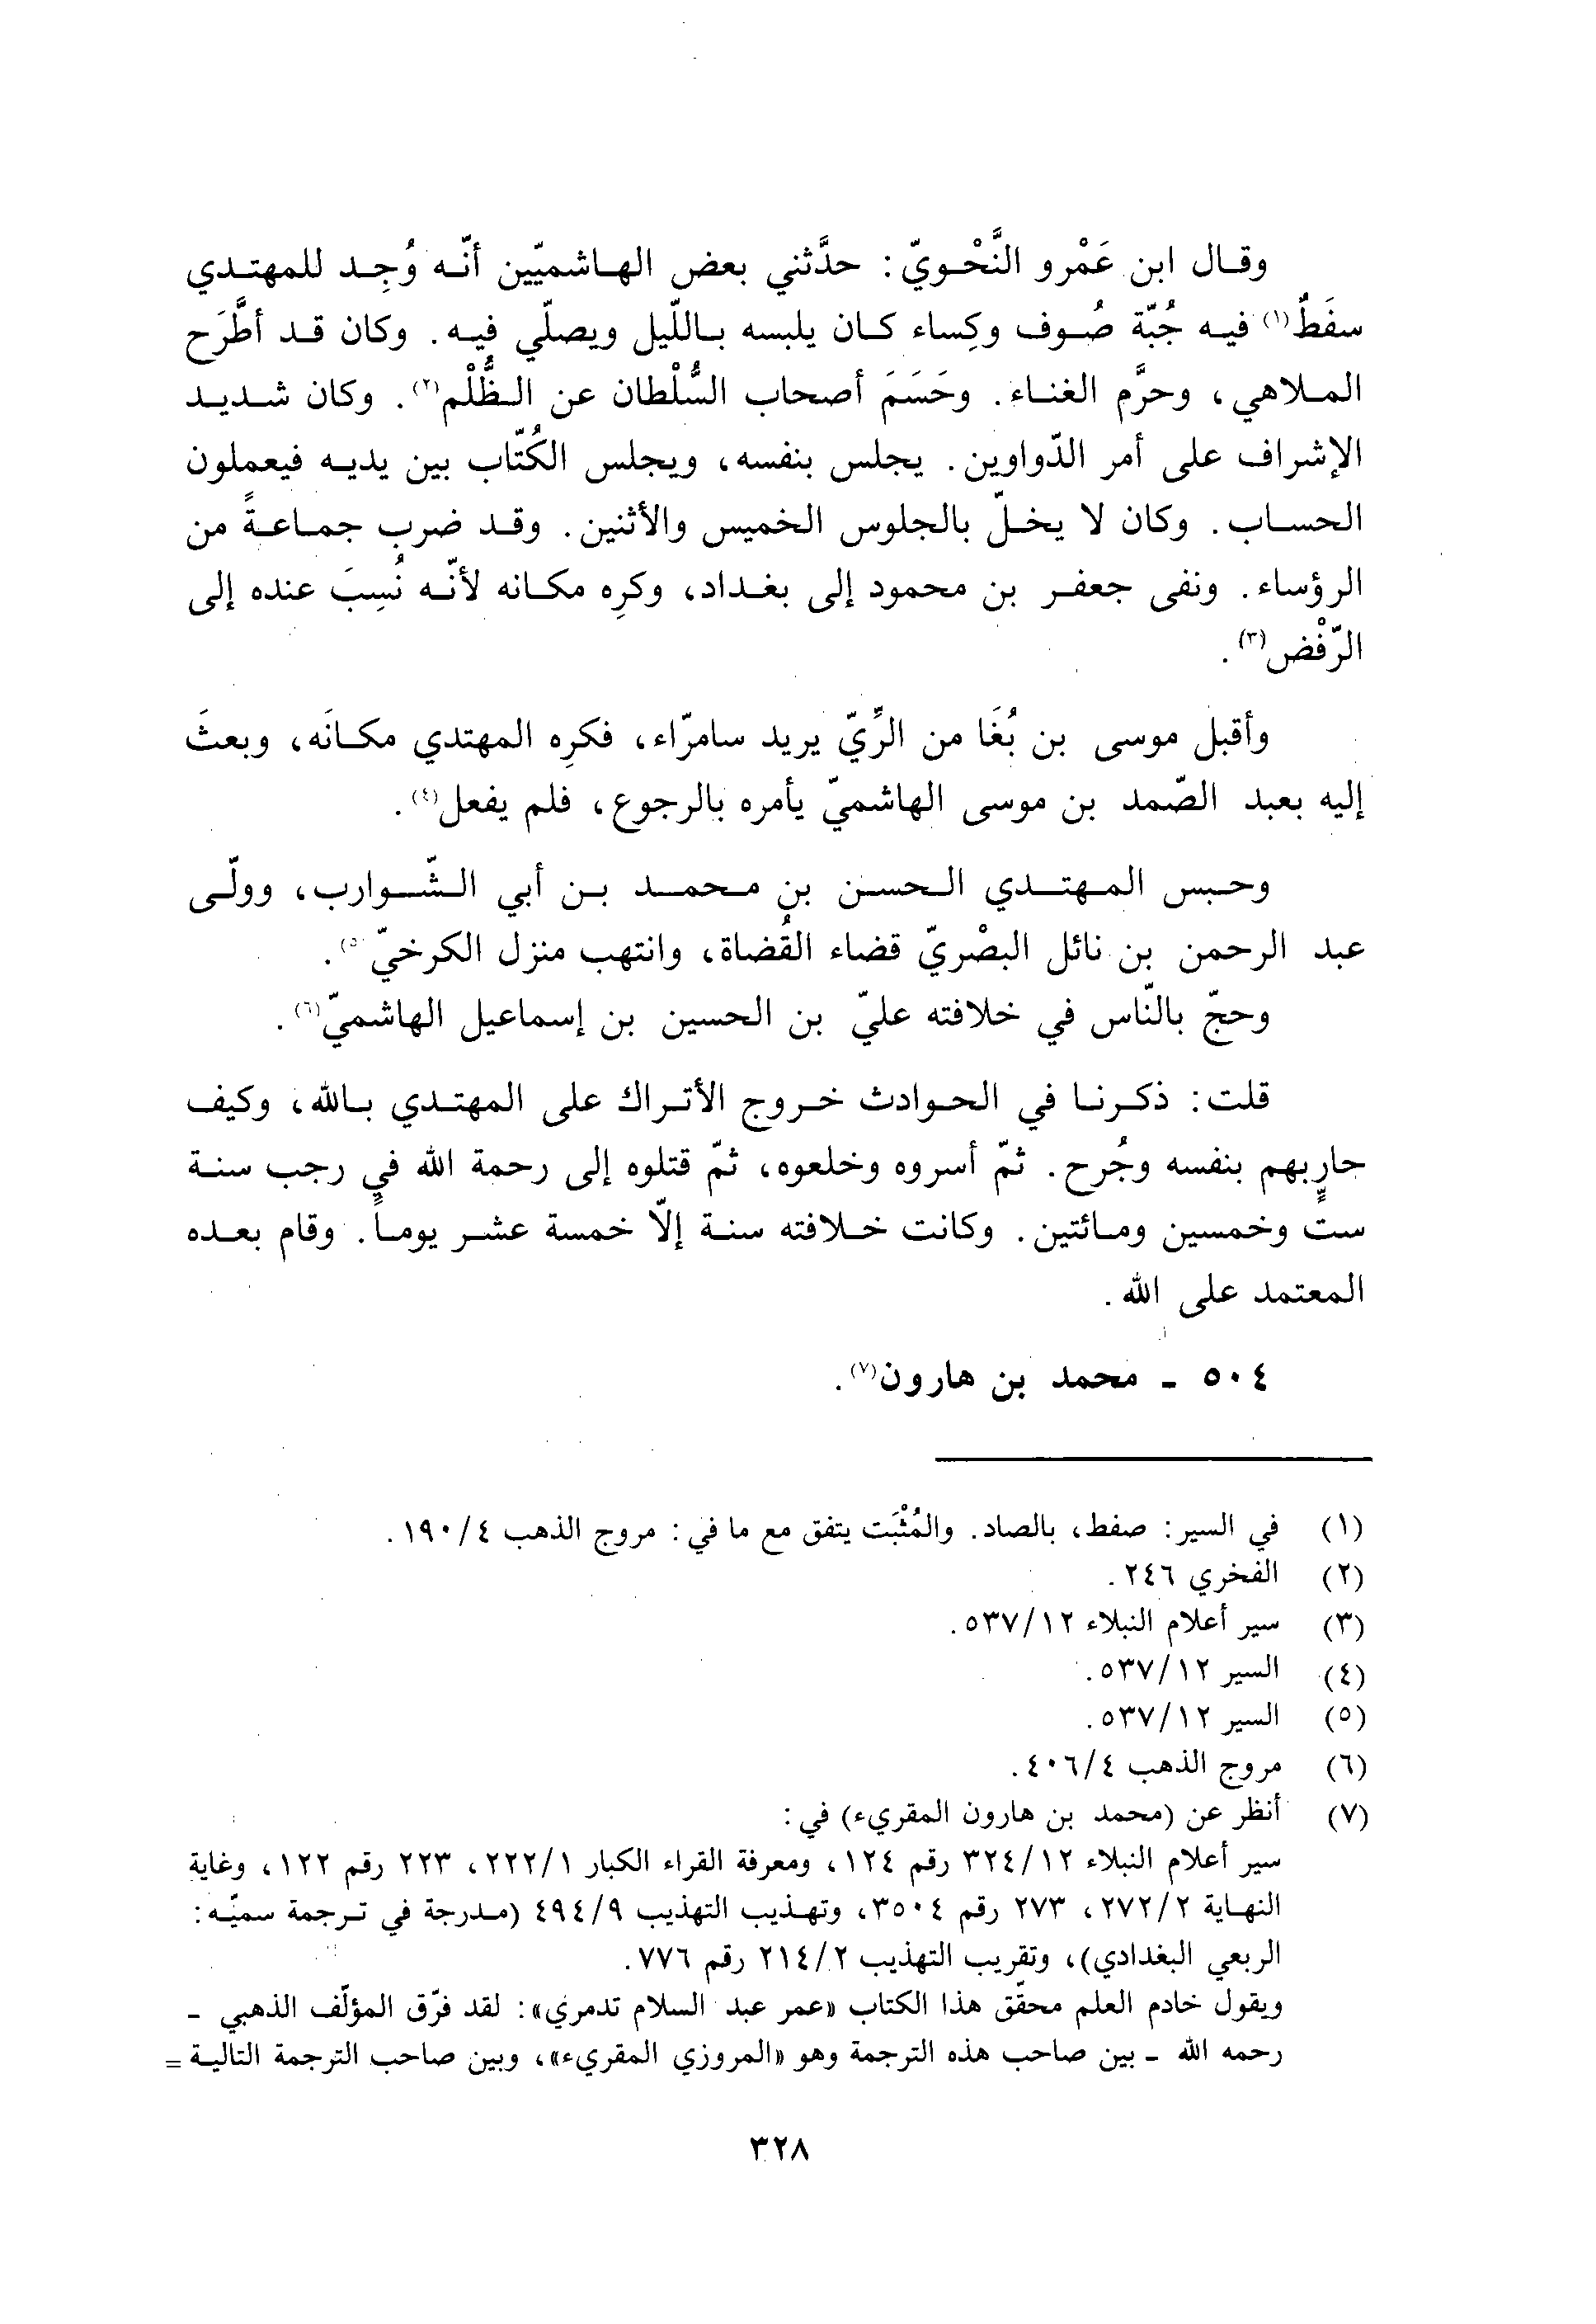 وقال ابن عَمْرو النَّحْويّ: حدَّثني بعض الهاشميّين أنّه وُجِد للمهتدي
سفَطٌ(١) فيه جُبّة صُوف وكِساء كان يلبسه باللّيل ويصلّي فيه. وكان قد أطَّرَح
الملاهي، وحرَّم الغناء. وحَسَمَ أصحاب السُّلْطان عن الظُّلْم(٢). وكان شديد
الإشراف على أمر الدّواوين. يجلس بنفسه، ويجلس الكُتّاب بين يديه فيعملون
الحساب. وكان لا يخلّ بالجلوس الخميس والأثنين. وقد ضرب جماعةً من
الرؤساء. ونفى جعفر بن محمود إلى بغداد، وكرِه مكانه لأنّه نُسِبَ عنده إلى
الرّفْض(٣).
وأقبل موسى بن بُغَا من الرِّيّ يريد سامرّاء، فكرِه المهتدي مكانَه، وبعثَ
إليه بعبد الصّمد بن موسى الهاشميّ يأمره بالرجوع، فلم يفعل(٤).
وحبس المهتدي الحسن بن محمد بن أبي الشّوارب، وولّى
عبد الرحمن بن نائل البصْريّ قضاء القُضاة، وانتهب منزل الكرخيّ(٥).
وحجّ بالنّاس في خلافته عليّ بن الحسين بن إسماعيل الهاشميّ(٦).
قلت: ذكرنا في الحوادث خروج الأتراك على المهتدي بالله، وكيف
حاربهم بنفسه وجُرح. ثمّ أسروه وخلعوه، ثمّ قتلوه إلى رحمة الله في رجب سنة
ستٍّ وخمسين ومائتين. وكانت خلافته سنة إلّا خمسة عشر يوماً. وقام بعده
المعتمد على الله.
٥٠٤ ـ محمد بن هارون(٧).
(١) في السير: صفط، بالصاد. والمُثْبَت يتفق مع ما في: مروج الذهب ١٩٠/٤.
(٢) الفخري ٢٤٦.
(٣) سير أعلام النبلاء ٥٣٧/١٢.
(٤) السير ٥٣٧/١٢.
(٥) السير ٥٣٧/١٢.
(٦) مروج الذهب ٤٠٦/٤.
(٧) أنظر عن (محمد بن هارون المقريء) في:
سير أعلام النبلاء ٣٢٤/١٢ رقم ١٢٤، ومعرفة القراء الكبار ٢٢٢/١، ٢٢٣ رقم ١٢٢، وغاية
النهاية ٢٧٢/٢، ٢٧٣ رقم ٣٥٠٤، وتهذيب التهذيب ٤٩٤/٩ (مدرجة في ترجمة سميّه:
الربعي البغدادي)، وتقريب التهذيب ٢١٤/٢ رقم ٧٧٦.
ويقول خادم العلم محقّق هذا الكتاب «عمر عبد السلام تدمري»: لقد فرّق المؤلّف الذهبي ـ
رحمه الله ـ بين صاحب هذه الترجمة وهو «المروزي المقريء»، وبين صاحب الترجمة التالية =
٣٢٨